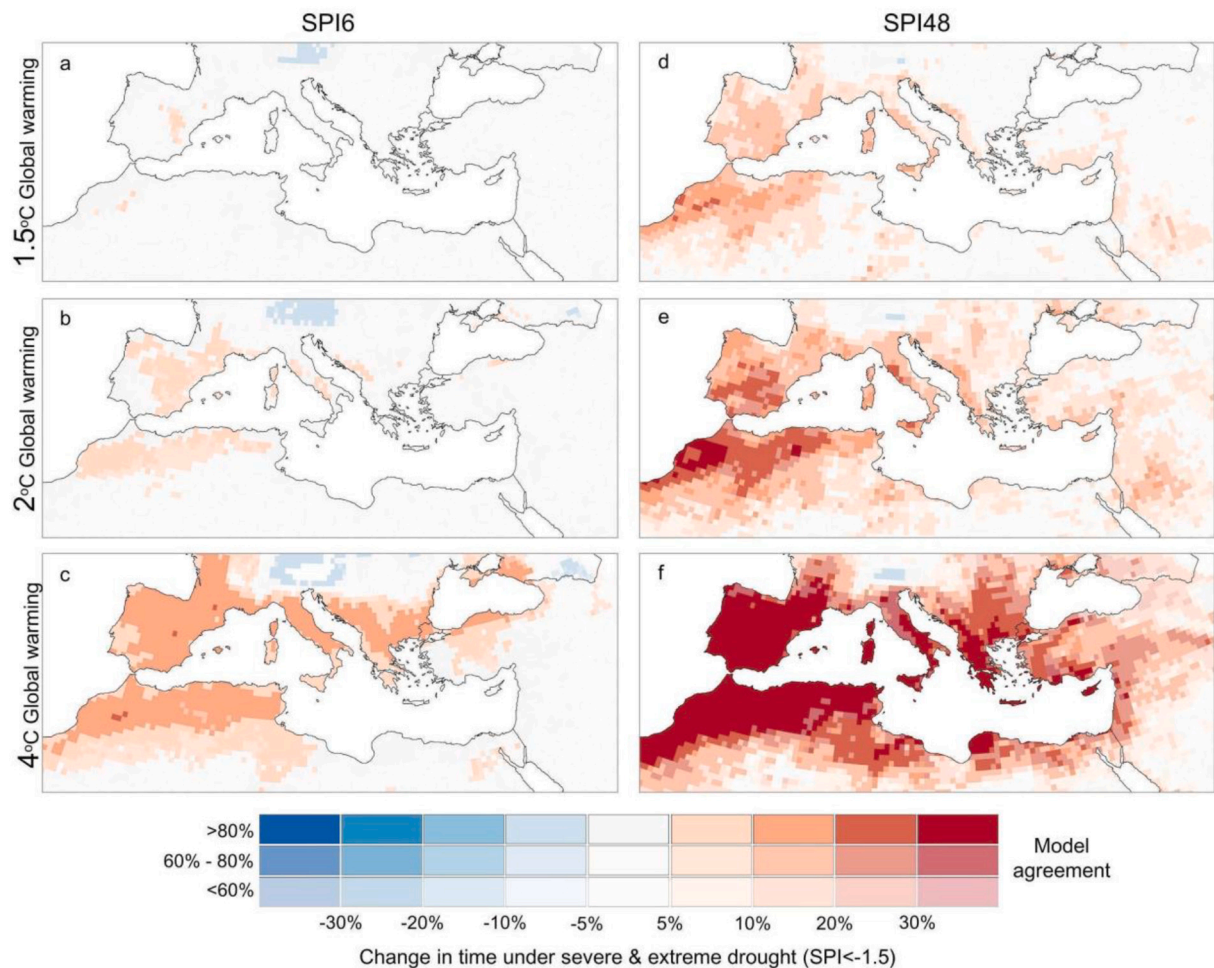 SPI6
SPI48
1.5°C Global warming
a
d
2°C Global warming
b
e
4°C Global warming
c
f
>80%
60% - 80%
<60%
Model
agreement
-30% -20% -10% -5% 5% 10% 20% 30%
Change in time under severe & extreme drought (SPI<-1.5)